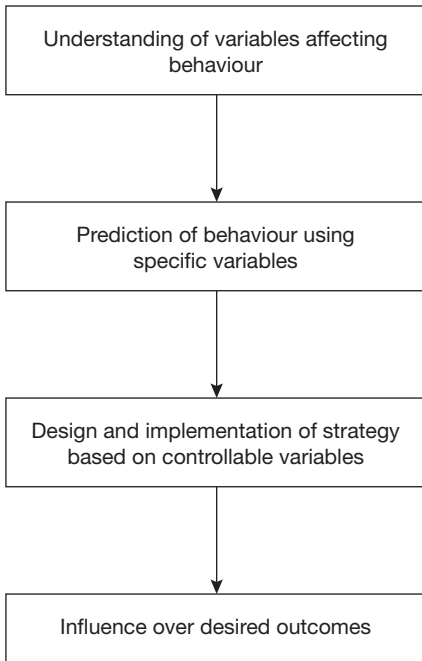 Understanding of variables affecting
behaviour
Prediction of behaviour using
specific variables
Design and implementation of strategy
based on controllable variables
Influence over desired outcomes